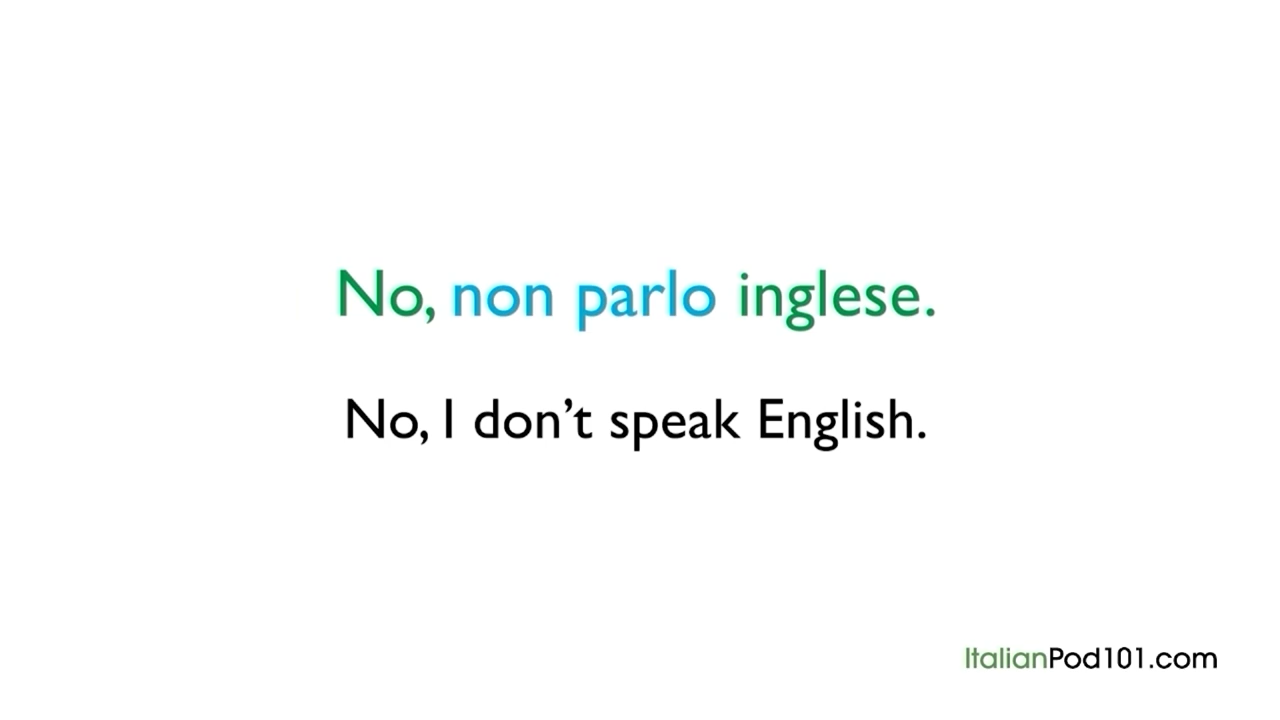 No, non parlo inglese.
No, I don’t speak English.
ItalianPod101.com